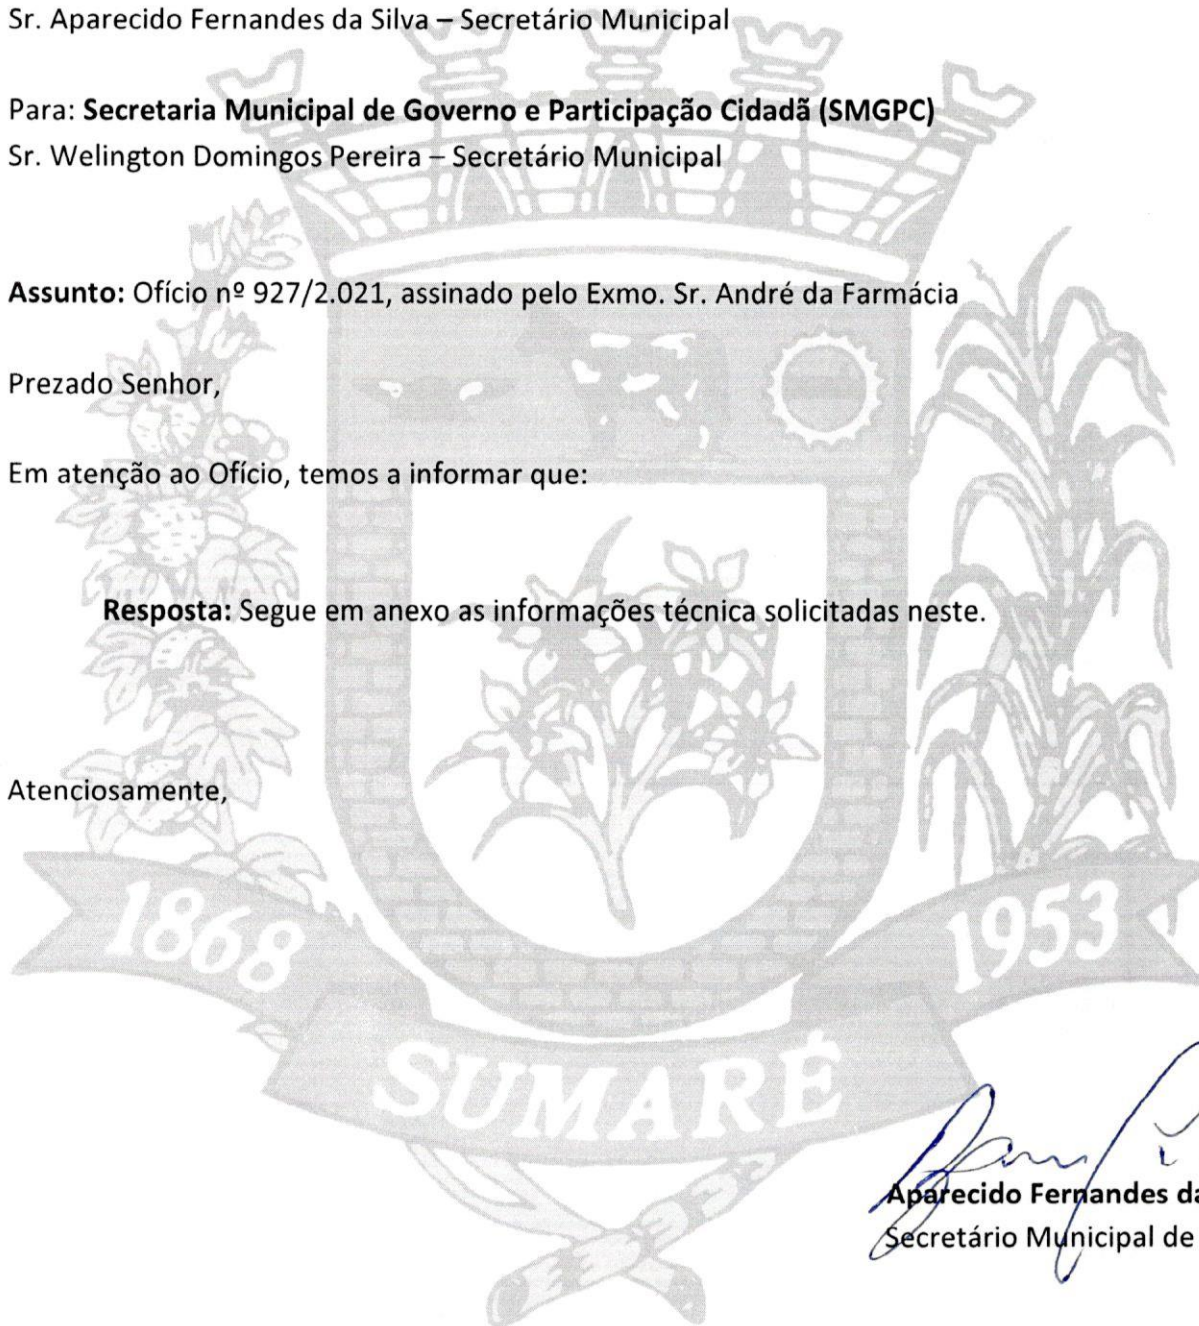 Sr. Aparecido Fernandes da Silva – Secretário Municipal
Para: Secretaria Municipal de Governo e Participação Cidadã (SMGPC)
Sr. Welington Domingos Pereira – Secretário Municipal
Assunto: Ofício nº 927/2.021, assinado pelo Exmo. Sr. André da Farmácia
Prezado Senhor,
Em atenção ao Ofício, temos a informar que:
Resposta: Segue em anexo as informações técnica solicitadas neste.
Atenciosamente,
1868
1953
SUMARÉ
Aparecido Fernandes da
Secretário Municipal de